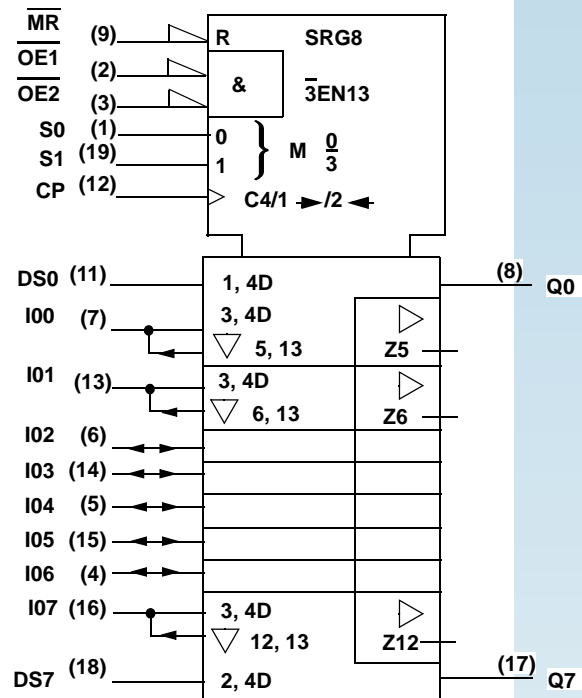 MR (9) R SRG8
OE1 (2)
OE2 (3) & 3EN13
S0 (1) 0
S1 (19) 1 } M 0/3
CP (12) C4/1 /2
DS0 (11) 1, 4D (8) Q0
I00 (7) 3, 4D
5, 13 Z5
I01 (13) 3, 4D
6, 13 Z6
I02 (6)
I03 (14)
I04 (5)
I05 (15)
I06 (4)
I07 (16) 3, 4D
12, 13 Z12
DS7 (18) 2, 4D (17) Q7